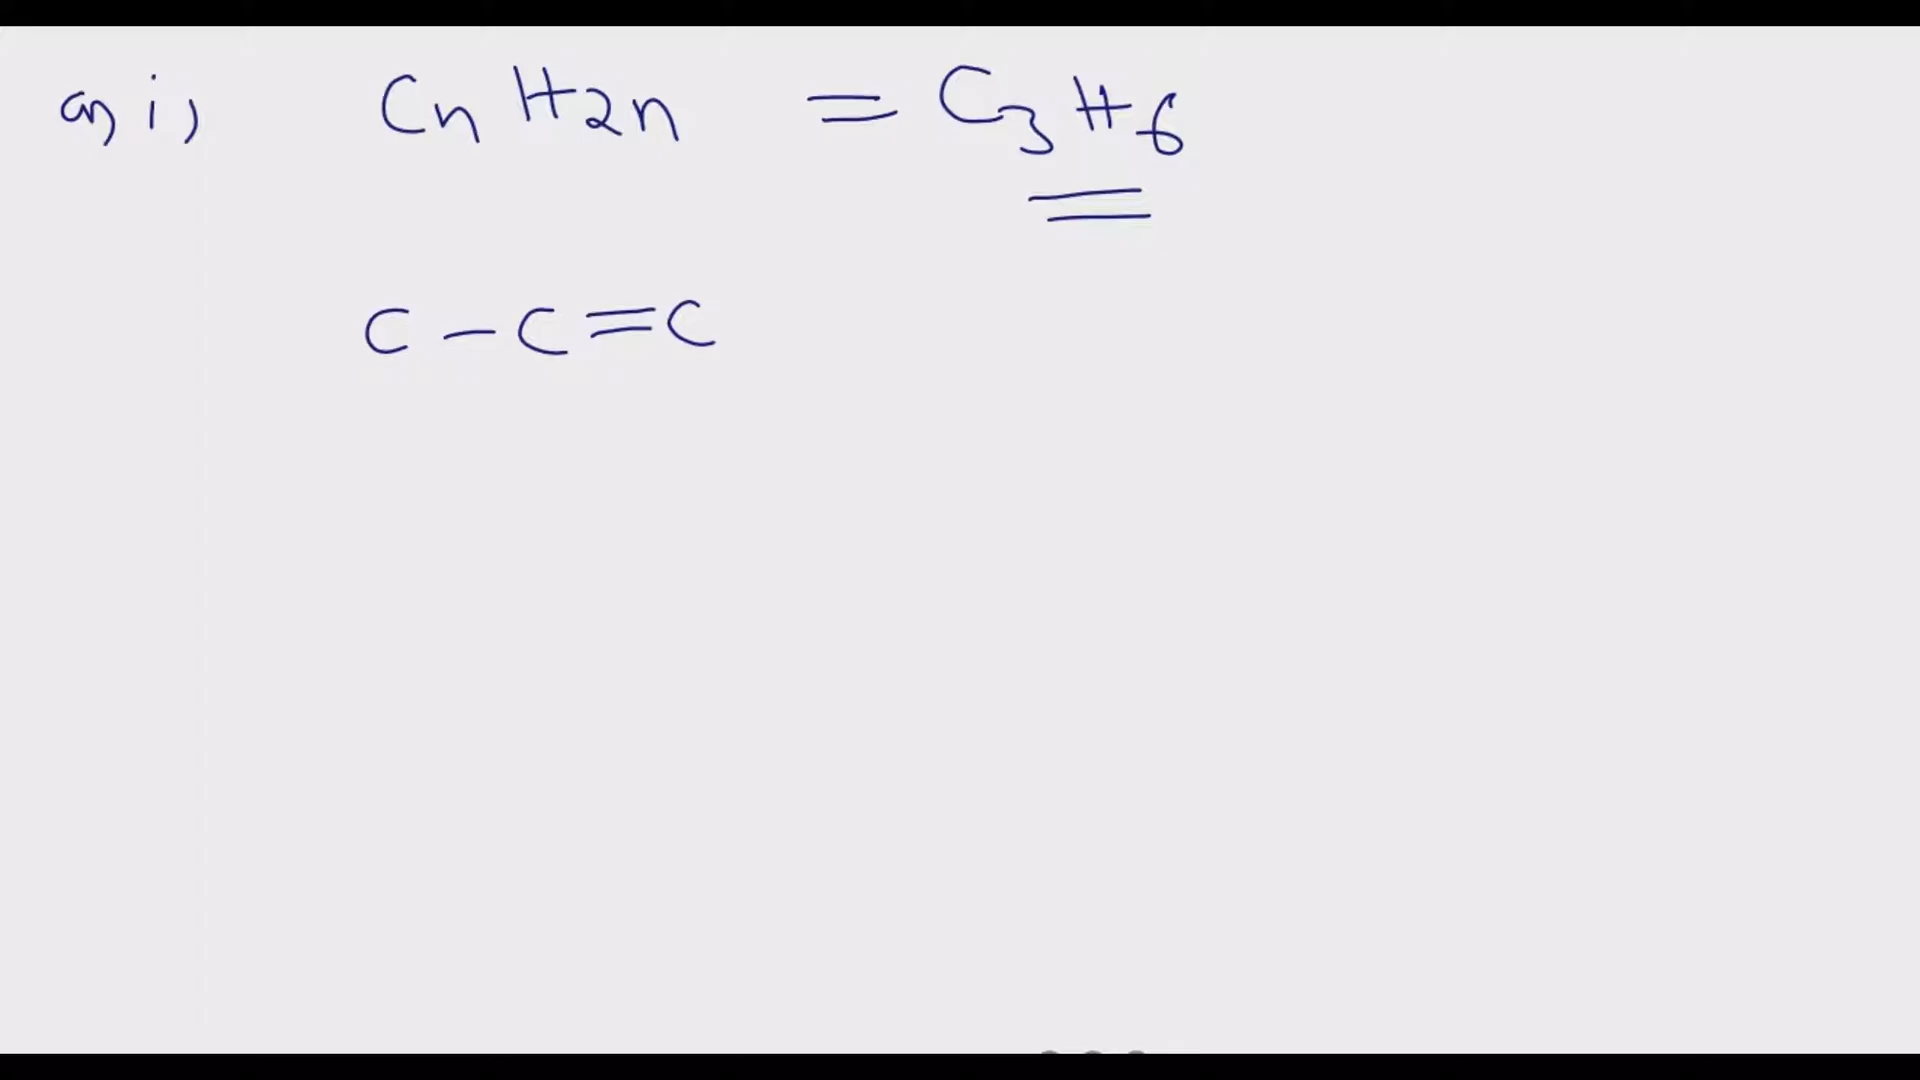 a) i) CnH2n = C3H6
C - C = C